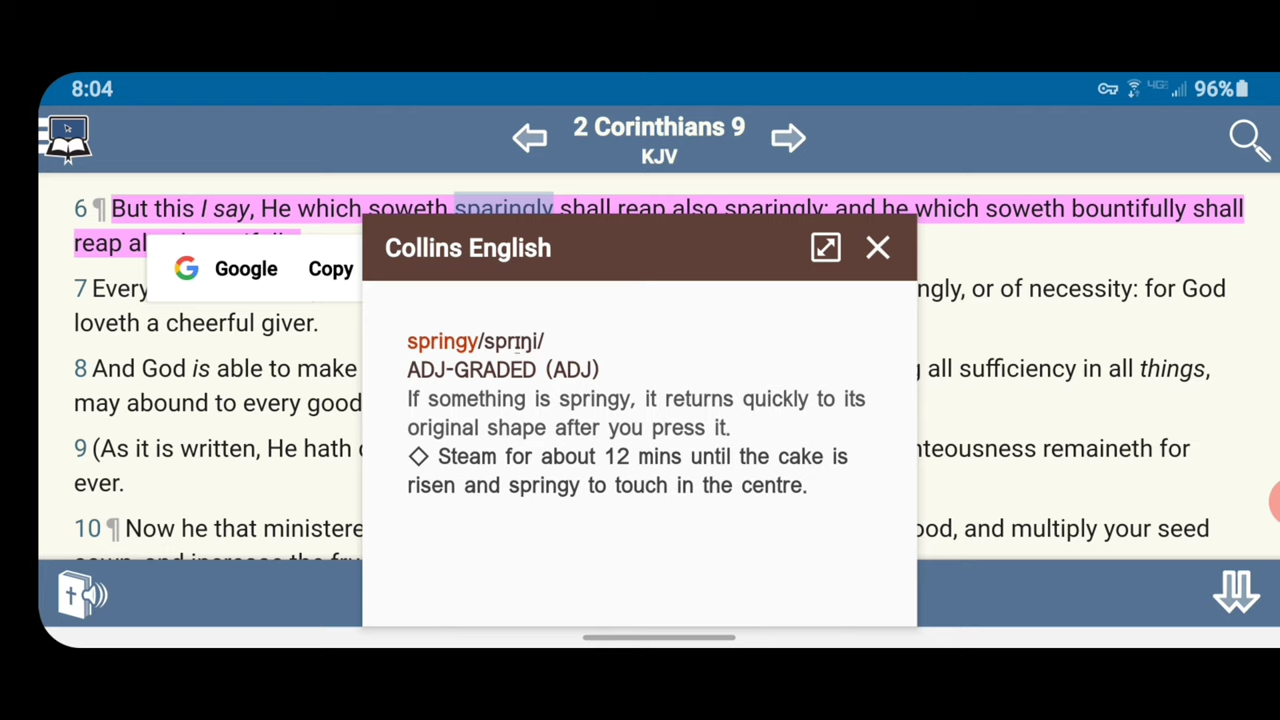 8:04
4G 96%
2 Corinthians 9
KJV
6 ¶ But this I say, He which soweth sparingly shall reap also sparingly; and he which soweth bountifully shall
reap al
Google Copy
Collins English
springy/sprɪŋi/
ADJ-GRADED (ADJ)
If something is springy, it returns quickly to its
original shape after you press it.
◇ Steam for about 12 mins until the cake is
risen and springy to touch in the centre.
7 Every ngly, or of necessity: for God
loveth a cheerful giver.
8 And God is able to make all sufficiency in all things,
may abound to every good
9 (As it is written, He hath teousness remaineth for
ever.
10 ¶ Now he that ministere ood, and multiply your seed